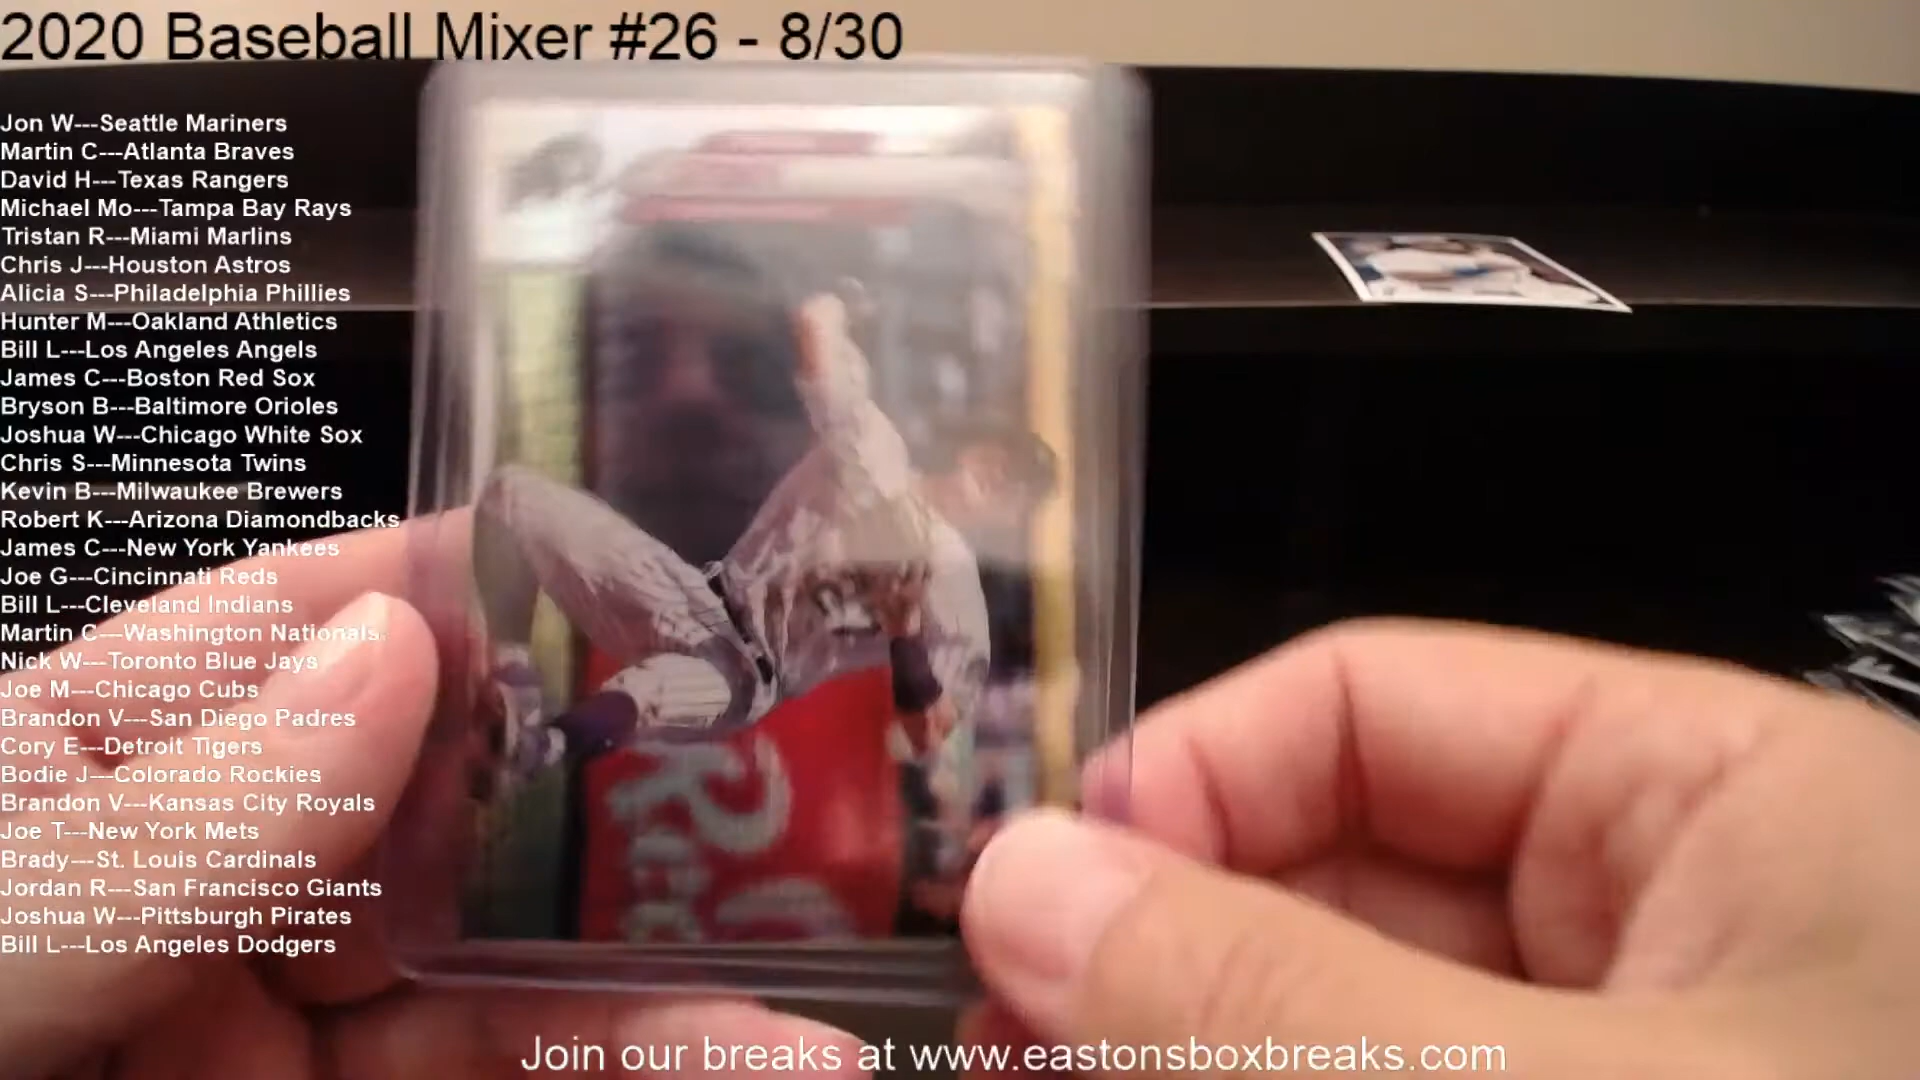 2020 Baseball Mixer #26 - 8/30
Jon W---Seattle Mariners
Martin C---Atlanta Braves
David H---Texas Rangers
Michael Mo---Tampa Bay Rays
Tristan R---Miami Marlins
Chris J---Houston Astros
Alicia S---Philadelphia Phillies
Hunter M---Oakland Athletics
Bill L---Los Angeles Angels
James C---Boston Red Sox
Bryson B---Baltimore Orioles
Joshua W---Chicago White Sox
Chris S---Minnesota Twins
Kevin B---Milwaukee Brewers
Robert K---Arizona Diamondbacks
James C---New York Yankees
Joe G---Cincinnati Reds
Bill L---Cleveland Indians
Martin C---Washington Nationals
Nick W---Toronto Blue Jays
Joe M---Chicago Cubs
Brandon V---San Diego Padres
Cory E---Detroit Tigers
Bodie J---Colorado Rockies
Brandon V---Kansas City Royals
Joe T---New York Mets
Brady---St. Louis Cardinals
Jordan R---San Francisco Giants
Joshua W---Pittsburgh Pirates
Bill L---Los Angeles Dodgers
Join our breaks at www.eastonsboxbreaks.com